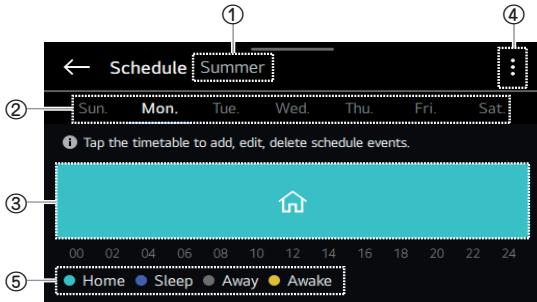 ① ④
Schedule Summer
② Sun. Mon. Tue. Wed. Thu. Fri. Sat.
Tap the timetable to add, edit, delete schedule events.
③
00 02 04 06 08 10 12 14 16 18 20 22 24
⑤ Home Sleep Away Awake